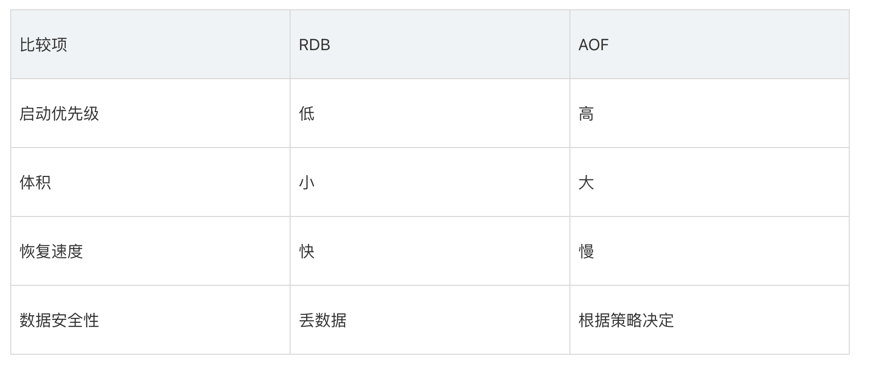 比较项 RDB AOF
启动优先级 低 高
体积 小 大
恢复速度 快 慢
数据安全性 丢数据 根据策略决定